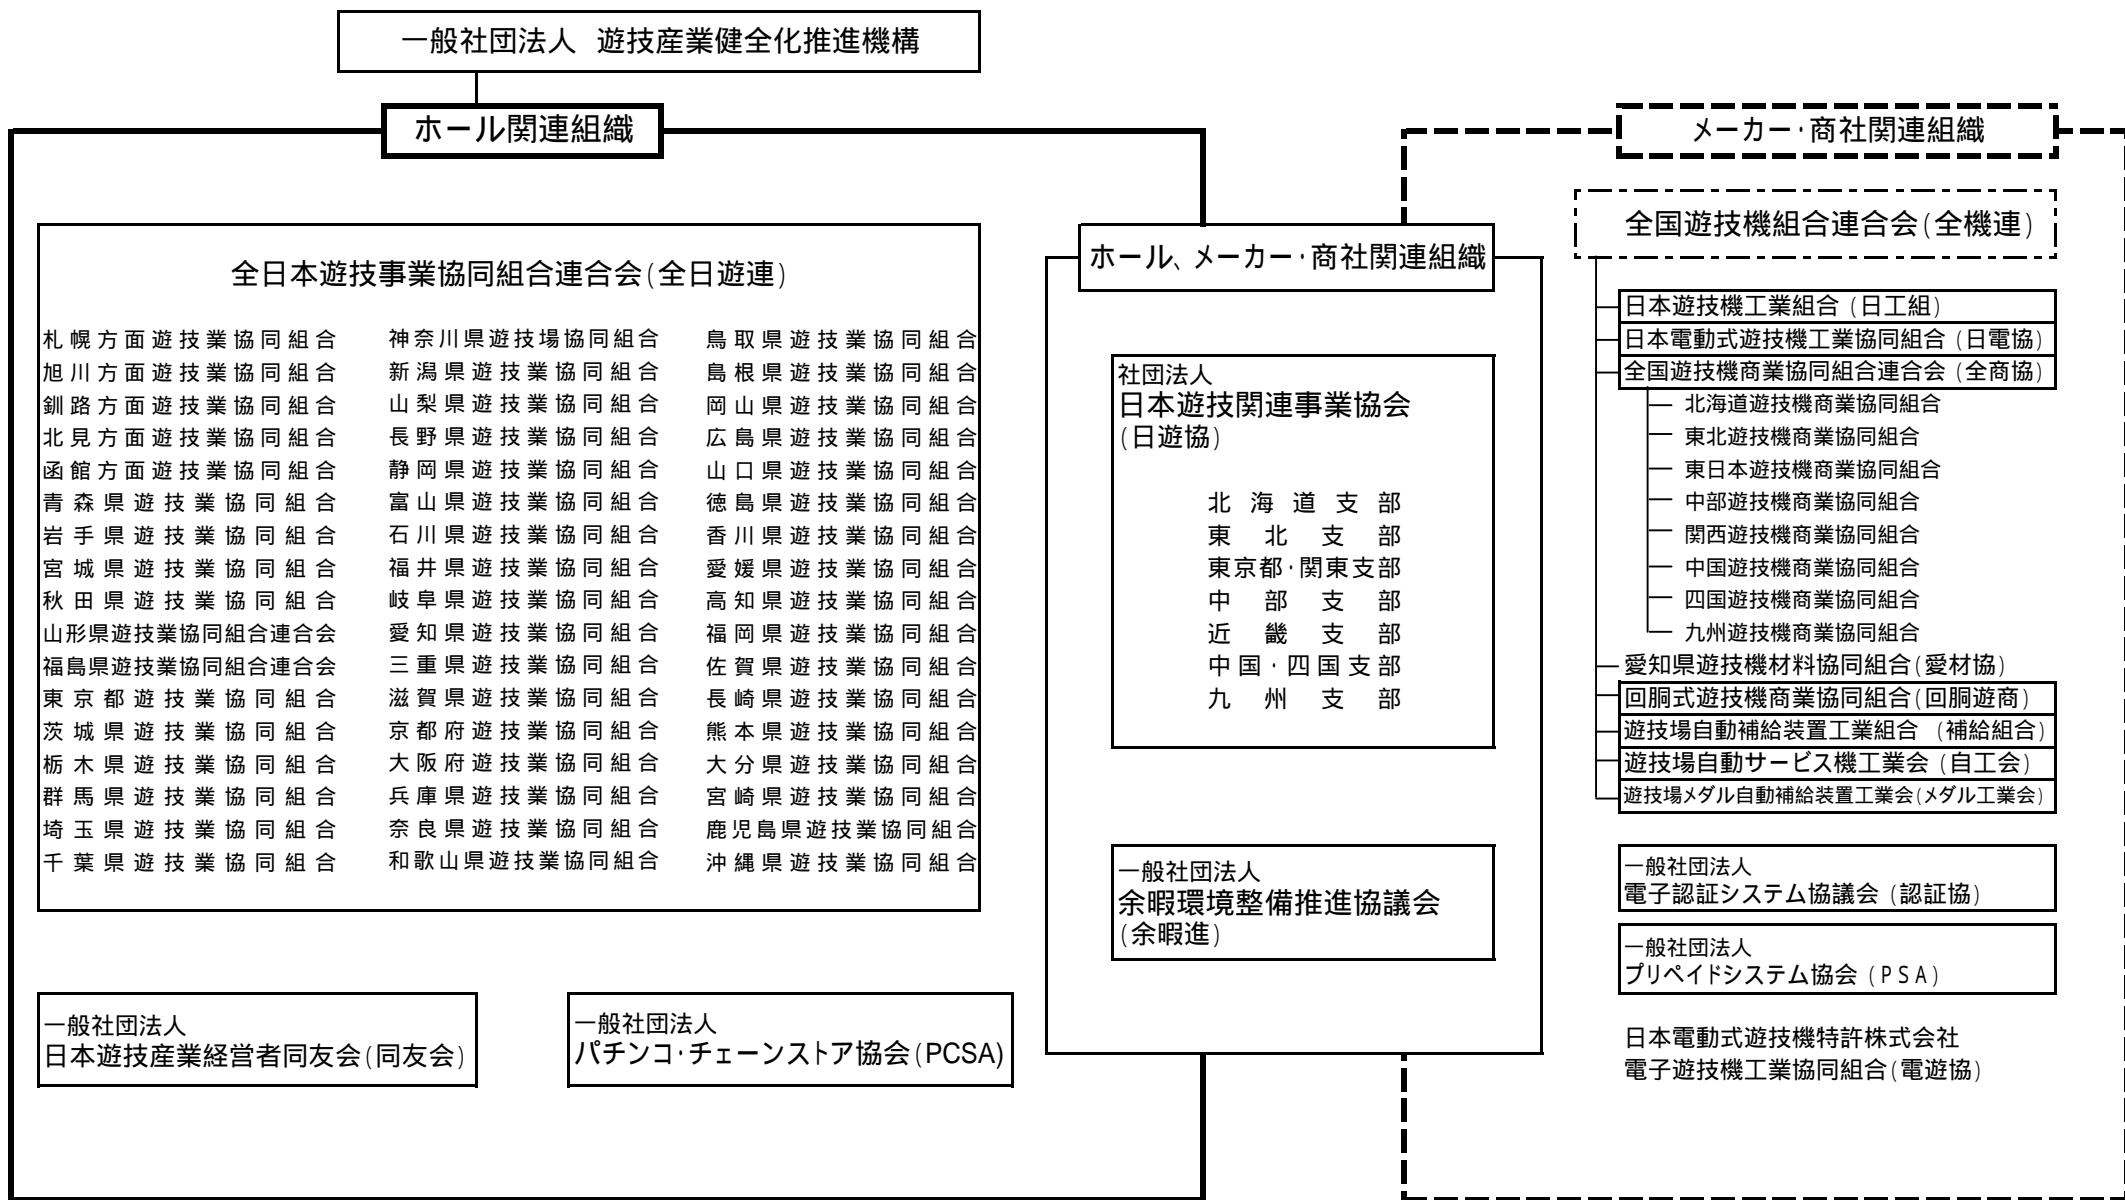 一般社団法人 遊技産業健全化推進機構
ホール関連組織
全日本遊技事業協同組合連合会(全日遊連)
札幌方面遊技業協同組合
旭川方面遊技業協同組合
釧路方面遊技業協同組合
北見方面遊技業協同組合
函館方面遊技業協同組合
青森県遊技業協同組合
岩手県遊技業協同組合
宮城県遊技業協同組合
秋田県遊技業協同組合
山形県遊技業協同組合連合会
福島県遊技業協同組合連合会
東京都遊技業協同組合
茨城県遊技業協同組合
栃木県遊技業協同組合
群馬県遊技業協同組合
埼玉県遊技業協同組合
千葉県遊技業協同組合
神奈川県遊技場協同組合
新潟県遊技業協同組合
山梨県遊技業協同組合
長野県遊技業協同組合
静岡県遊技業協同組合
富山県遊技業協同組合
石川県遊技業協同組合
福井県遊技業協同組合
岐阜県遊技業協同組合
愛知県遊技業協同組合
三重県遊技業協同組合
滋賀県遊技業協同組合
京都府遊技業協同組合
大阪府遊技業協同組合
兵庫県遊技業協同組合
奈良県遊技業協同組合
和歌山県遊技業協同組合
鳥取県遊技業協同組合
島根県遊技業協同組合
岡山県遊技業協同組合
広島県遊技業協同組合
山口県遊技業協同組合
徳島県遊技業協同組合
香川県遊技業協同組合
愛媛県遊技業協同組合
高知県遊技業協同組合
福岡県遊技業協同組合
佐賀県遊技業協同組合
長崎県遊技業協同組合
熊本県遊技業協同組合
大分県遊技業協同組合
宮崎県遊技業協同組合
鹿児島県遊技業協同組合
沖縄県遊技業協同組合
一般社団法人
日本遊技産業経営者同友会(同友会)
一般社団法人
パチンコ・チェーンストア協会(PCSA)
ホール、メーカー・商社関連組織
社団法人
日本遊技関連事業協会
(日遊協)
北海道支部
東北支部
東京都・関東支部
中部支部
近畿支部
中国・四国支部
九州支部
一般社団法人
余暇環境整備推進協議会
(余暇進)
メーカー・商社関連組織
全国遊技機組合連合会(全機連)
日本遊技機工業組合(日工組)
日本電動式遊技機工業協同組合(日電協)
全国遊技機商業協同組合連合会(全商協)
北海道遊技機商業協同組合
東北遊技機商業協同組合
東日本遊技機商業協同組合
中部遊技機商業協同組合
関西遊技機商業協同組合
中国遊技機商業協同組合
四国遊技機商業協同組合
九州遊技機商業協同組合
愛知県遊技機材料協同組合(愛材協)
回胴式遊技機商業協同組合(回胴遊商)
遊技場自動補給装置工業組合 (補給組合)
遊技場自動サービス機工業会(自工会)
遊技場メダル自動補給装置工業会(メダル工業会)
一般社団法人
電子認証システム協議会(認証協)
一般社団法人
プリペイドシステム協会(PSA)
日本電動式遊技機特許株式会社
電子遊技機工業協同組合(電遊協)